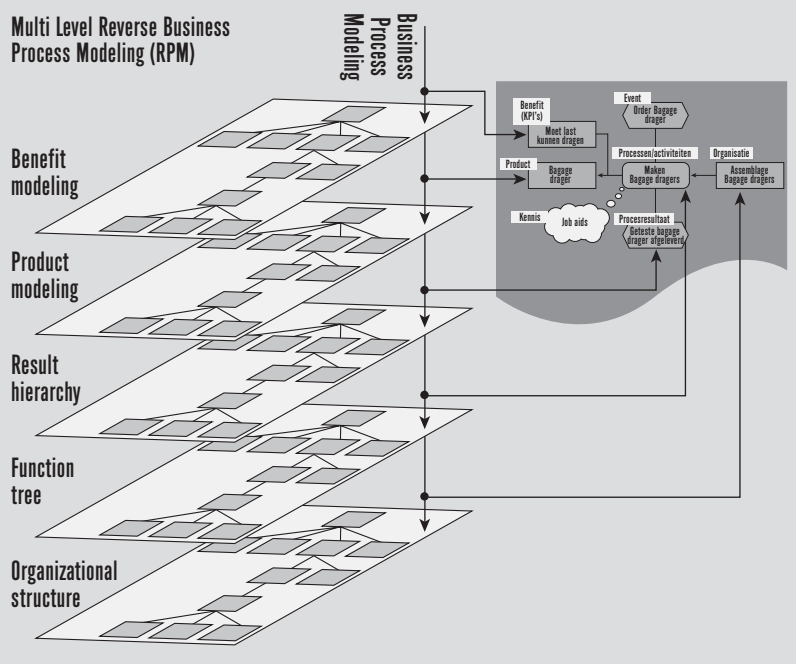 Multi Level Reverse Business
Process Modeling (RPM)
Business
Process
Modeling
Benefit
modeling
Product
modeling
Result
hierarchy
Function
tree
Organizational
structure
Benefit
(KPI's)
Moet last
kunnen dragen
Event
Order Bagage
drager
Product
Bagage
drager
Processen/activiteiten
Maken
Bagage dragers
Organisatie
Assemblage
Bagage dragers
Kennis
Job aids
Procesresultaat
Geteste bagage
drager afgeleverd